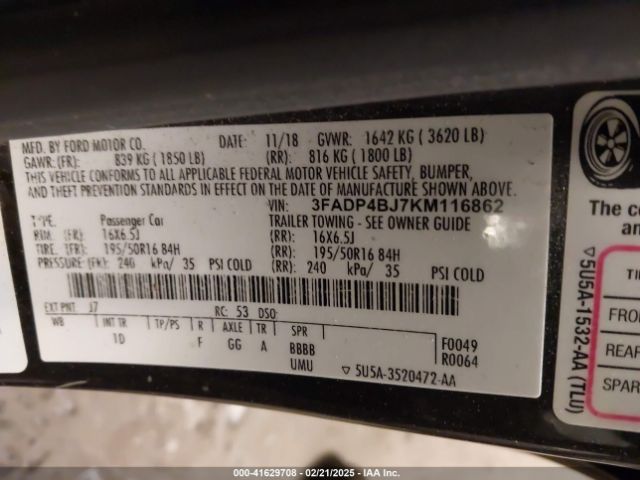 MFD. BY FORD MOTOR CO. DATE: 11/18 GVWR: 1642 KG ( 3620 LB)
GAWR: (FR): 839 KG ( 1850 LB) (RR): 816 KG ( 1800 LB)
THIS VEHICLE CONFORMS TO ALL APPLICABLE FEDERAL MOTOR VEHICLE SAFETY, BUMPER,
AND THEFT PREVENTION STANDARDS IN EFFECT ON THE DATE OF MANUFACTURE SHOWN ABOVE.
VIN: 3FADP4BJ7KM116862
TYPE: Passenger Car TRAILER TOWING - SEE OWNER GUIDE
RIM: (FR): 16X6.5J (RR): 16X6.5J
TIRE: (FR): 195/50R16 84H (RR): 195/50R16 84H
PRESSURE (FR): 240 kPa/ 35 PSI COLD (RR): 240 kPa/ 35 PSI COLD
EXT PNT: J7 RC: 53 DSO:
WB INT TR TP/PS R AXLE TR SPR F0049
1D F GG A BBBB R0064
UMU ▽ 5U5A-3520472-AA
The co
an
▽5U5A-1532-AA (TLU)
TI
FRO
REAR
SPAR
000-41629708 - 02/21/2025 - IAA Inc.